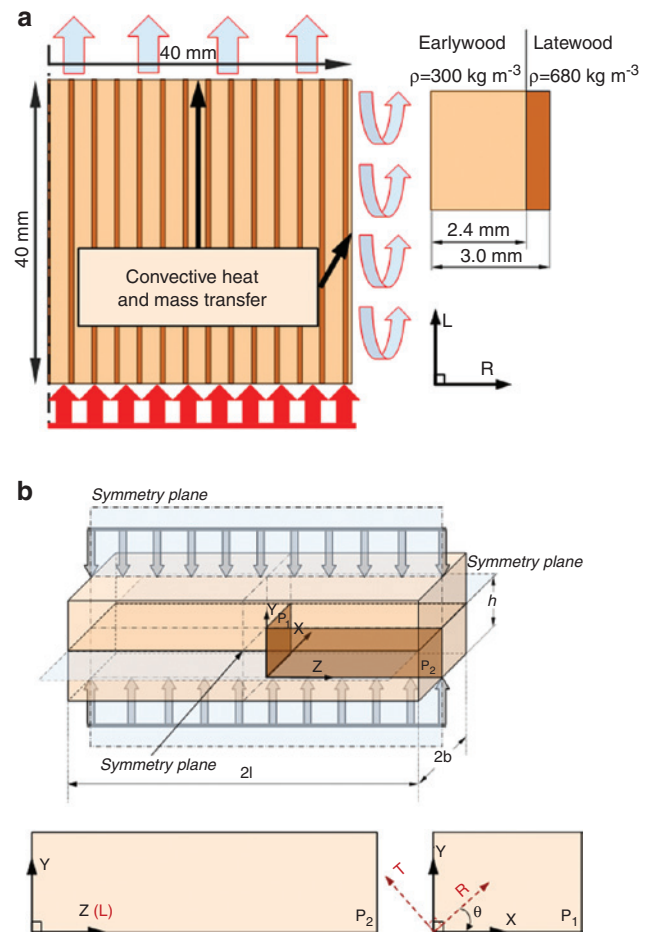 a
40 mm
Earlywood
Latewood
ρ=300 kg m-3
ρ=680 kg m-3
40 mm
2.4 mm
3.0 mm
Convective heat
and mass transfer
L
R
b
Symmetry plane
Symmetry plane
h
Y
P1
X
Z
P2
Symmetry plane
2l
2b
Y
Z (L)
P2
T
Y
R
θ
X
P1